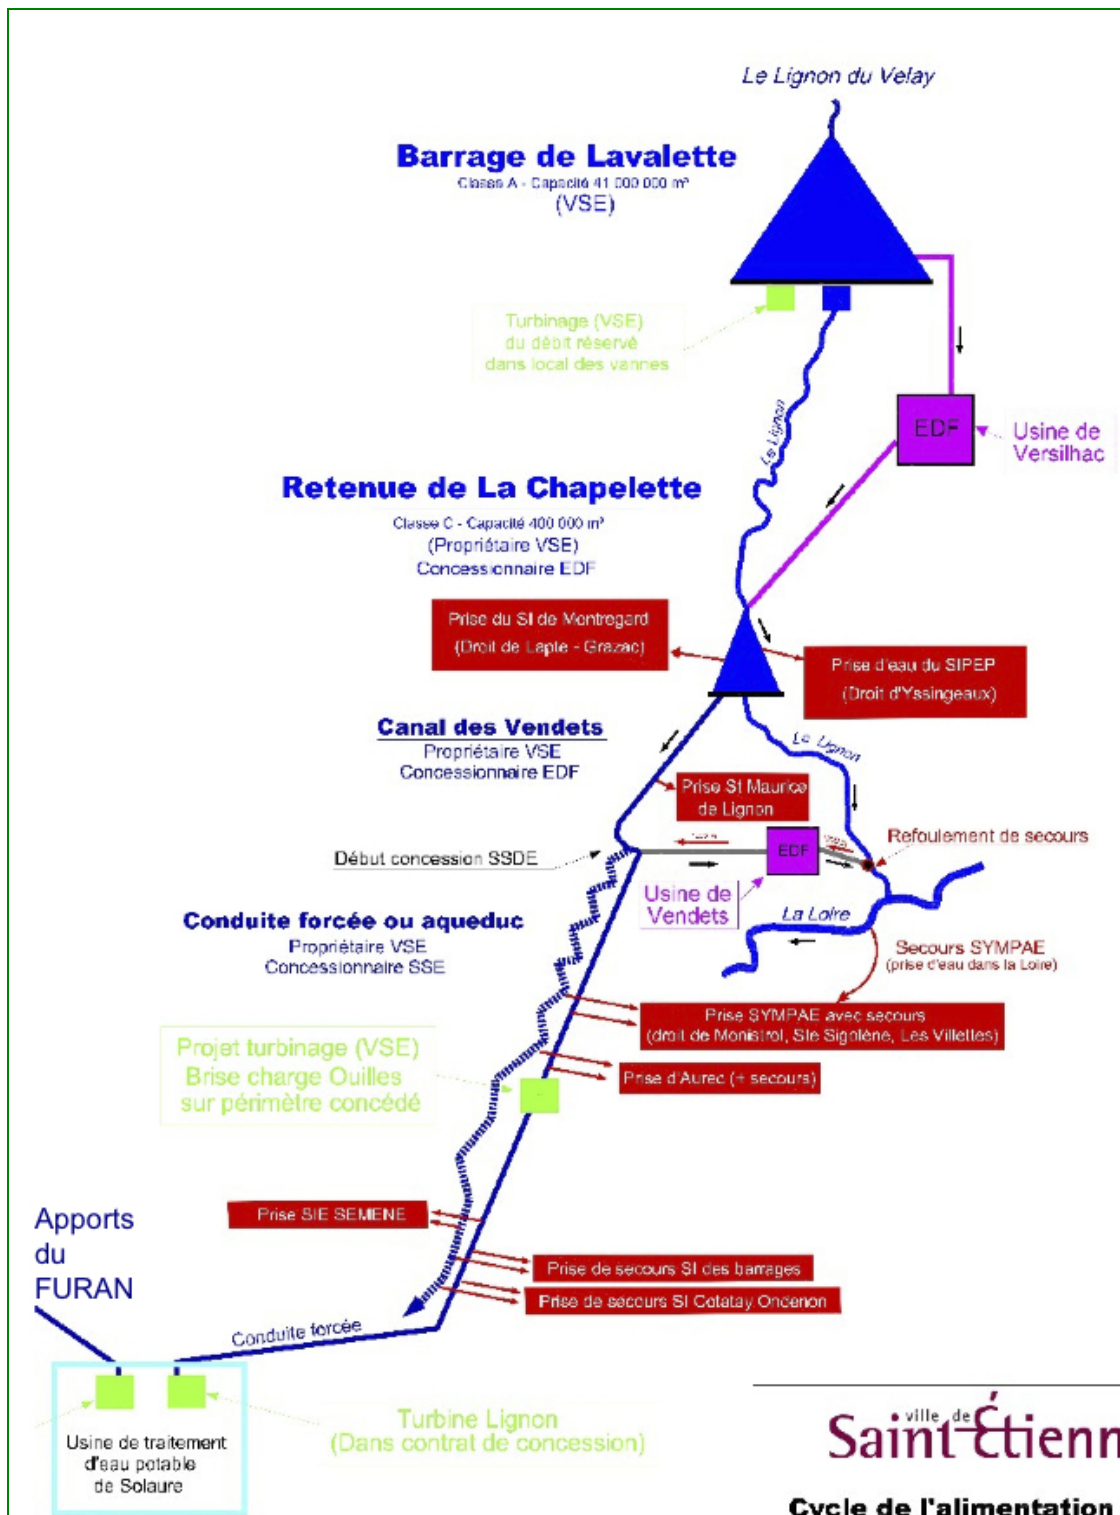 Le Lignon du Velay
Barrage de Lavalette
Classe A - Capacité 41 000 000 m³
(VSE)
Turbinage (VSE)
du débit réservé
dans local des vannes
Le Lignon
EDF
Usine de
Versilhac
Retenue de La Chapelette
Classe C - Capacité 400 000 m³
(Propriétaire VSE)
Concessionnaire EDF
Prise du SI de Montregard
(Droit de Lapte - Grazac)
Prise d'eau du SIPEP
(Droit d'Yssingeaux)
Canal des Vendets
Propriétaire VSE
Concessionnaire EDF
Le Lignon
Prise St Maurice
de Lignon
Refoulement de secours
Début concession SSDE
EDF
Usine de
Vendets
La Loire
Conduite forcée ou aqueduc
Propriétaire VSE
Concessionnaire SSE
Secours SYMPAE
(prise d'eau dans la Loire)
Prise SYMPAE avec secours
(droit de Monistrol, Ste Sigolène, Les Villettes)
Projet turbinage (VSE)
Brise charge Ouilles
sur périmètre concédé
Prise d'Aurec (+ secours)
Prise SIE SEMENE
Apports
du
FURAN
Prise de secours SI des barrages
Prise de secours SI Cotatay Ondenon
Conduite forcée
Turbine Lignon
(Dans contrat de concession)
Usine de traitement
d'eau potable
de Solaure
ville de
Saint-Étienn
Cycle de l'alimentation